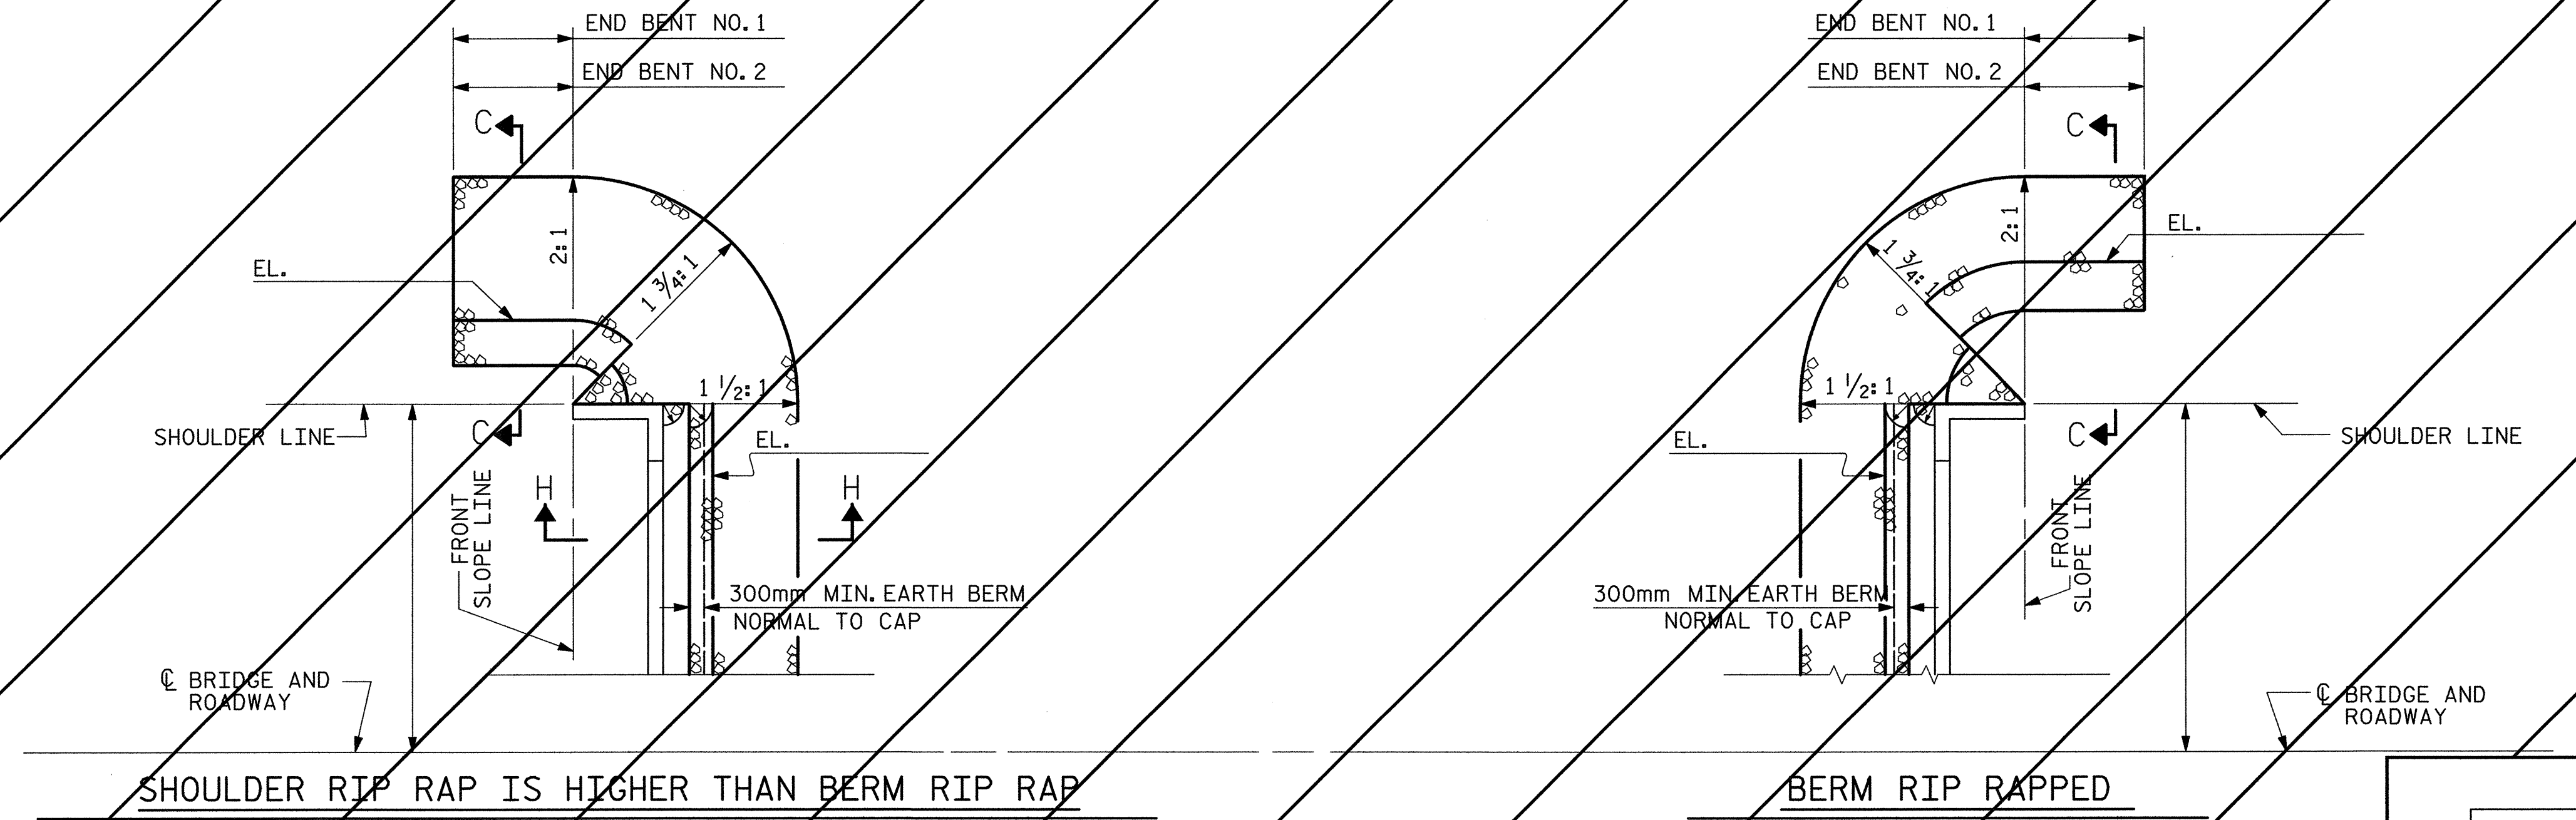 END BENT NO. 1
END BENT NO. 2
C
2: 1
1 3/4: 1
EL.
1 1/2: 1
SHOULDER LINE
C
EL.
H
H
FRONT
SLOPE LINE
300mm MIN. EARTH BERM
NORMAL TO CAP
℄ BRIDGE AND
ROADWAY
SHOULDER RIP RAP IS HIGHER THAN BERM RIP RAP
END BENT NO. 1
END BENT NO. 2
C
2: 1
EL.
1 3/4: 1
1 1/2: 1
C
SHOULDER LINE
EL.
FRONT
SLOPE LINE
300mm MIN. EARTH BERM
NORMAL TO CAP
℄ BRIDGE AND
ROADWAY
BERM RIP RAPPED